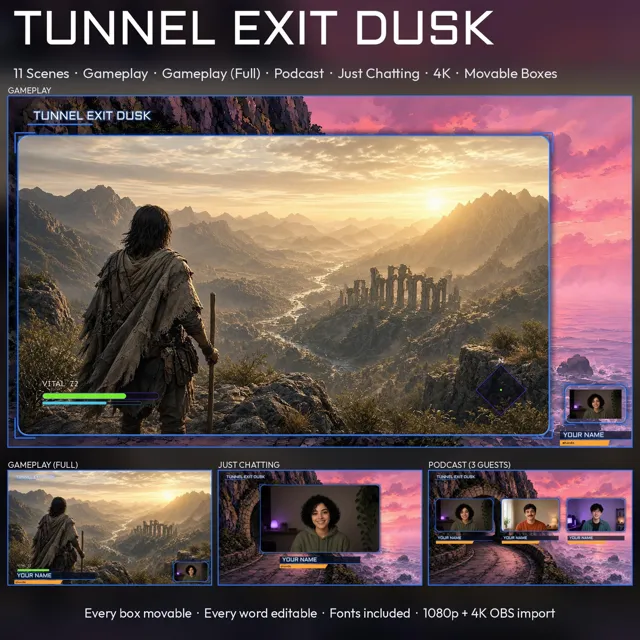 TUNNEL EXIT DUSK
11 Scenes · Gameplay · Gameplay (Full) · Podcast · Just Chatting · 4K · Movable Boxes
GAMEPLAY
TUNNEL EXIT DUSK
VITAL 72
YOUR NAME
GAMEPLAY (FULL)
JUST CHATTING
PODCAST (3 GUESTS)
TUNNEL EXIT DUSK
TUNNEL EXIT DUSK
YOUR NAME
YOUR NAME
YOUR NAME
YOUR NAME
YOUR NAME
Every box movable · Every word editable · Fonts included · 1080p + 4K OBS import